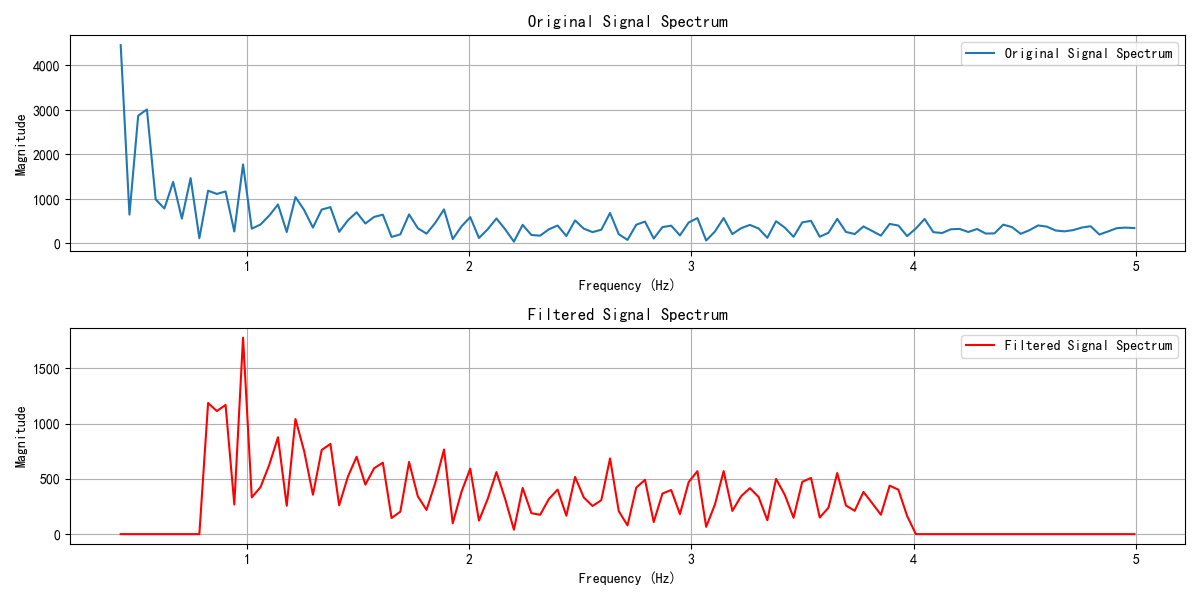 Original Signal Spectrum
Original Signal Spectrum
Magnitude
4000
3000
2000
1000
0
1 2 3 4 5
Frequency (Hz)
Filtered Signal Spectrum
Filtered Signal Spectrum
Magnitude
1500
1000
500
0
1 2 3 4 5
Frequency (Hz)